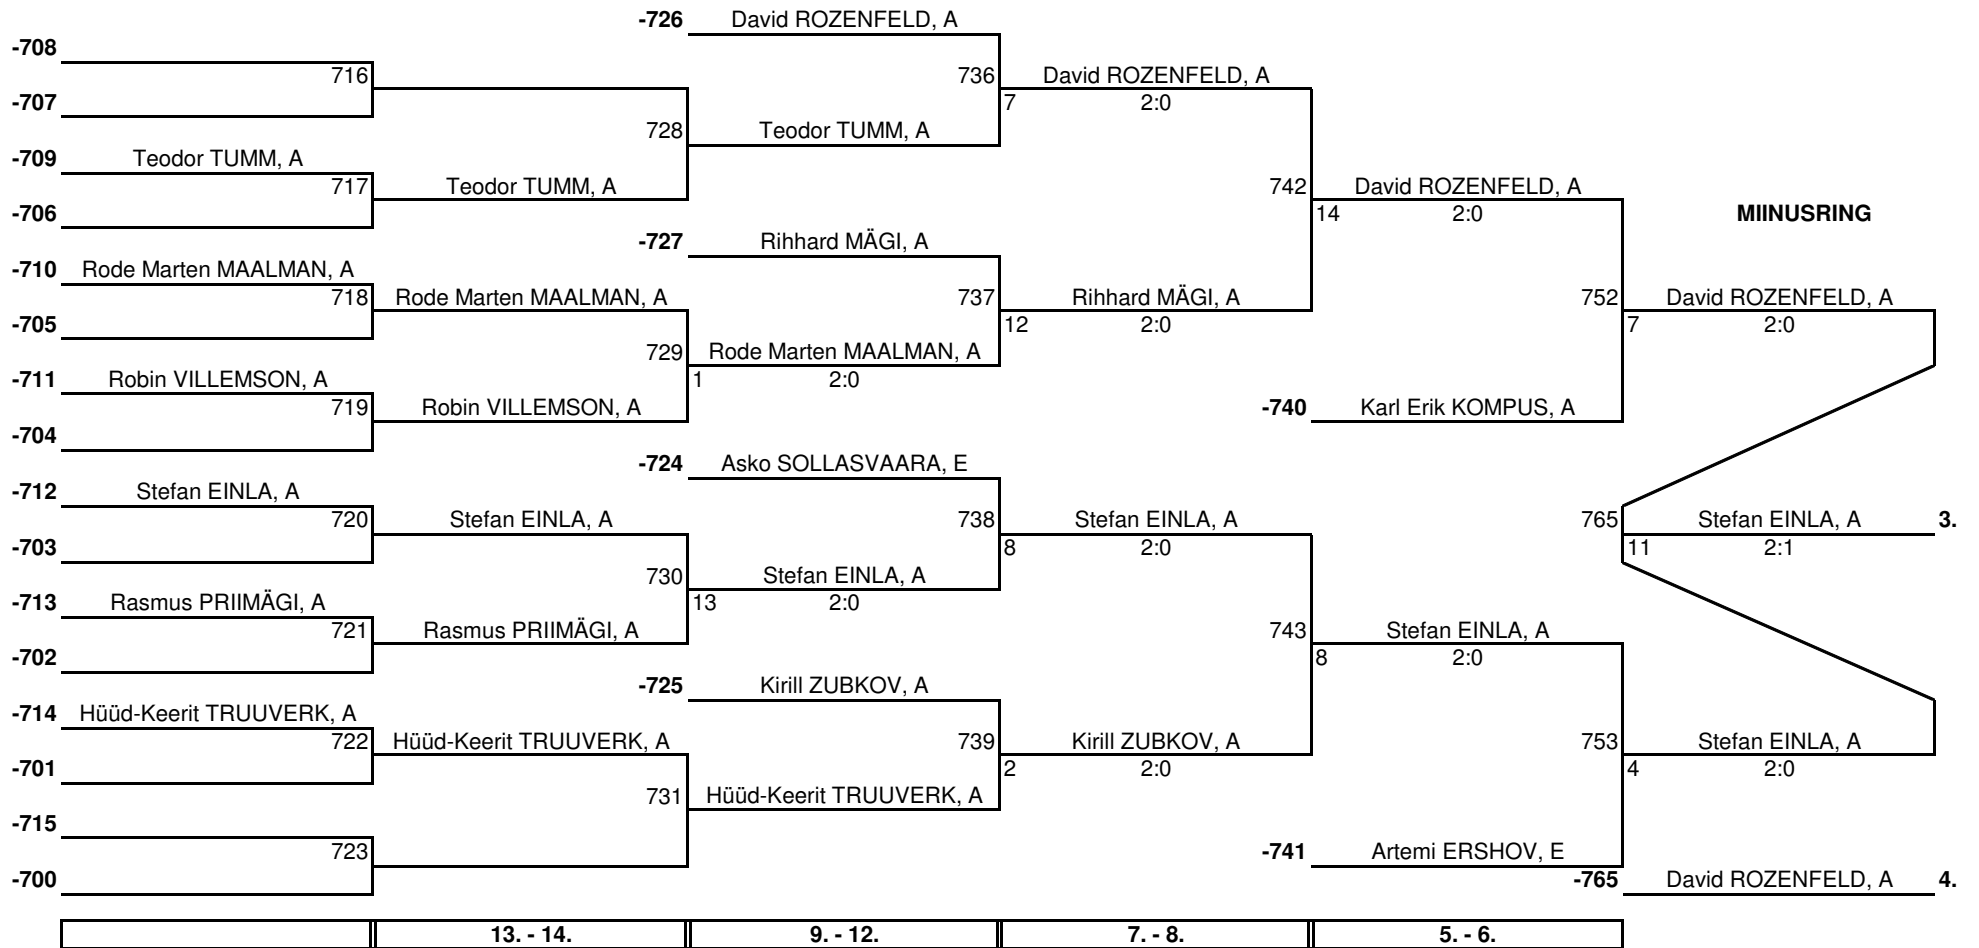 -726 David ROZENFELD, A
-708
716 736 David ROZENFELD, A
-707 7 2:0
728 Teodor TUMM, A
-709 Teodor TUMM, A
717 Teodor TUMM, A 742 David ROZENFELD, A
-706 14 2:0 MIINUSRING
-727 Rihhard MÄGI, A
-710 Rode Marten MAALMAN, A
718 Rode Marten MAALMAN, A 737 Rihhard MÄGI, A 752 David ROZENFELD, A
-705 12 2:0 7 2:0
729 Rode Marten MAALMAN, A
-711 Robin VILLEMSON, A 1 2:0
719 Robin VILLEMSON, A -740 Karl Erik KOMPUS, A
-704
-724 Asko SOLLASVAARA, E
-712 Stefan EINLA, A
720 Stefan EINLA, A 738 Stefan EINLA, A 765 Stefan EINLA, A 3.
-703 8 2:0 11 2:1
730 Stefan EINLA, A
-713 Rasmus PRIIMÄGI, A 13 2:0
721 Rasmus PRIIMÄGI, A 743 Stefan EINLA, A
-702 8 2:0
-725 Kirill ZUBKOV, A
-714 Hüüd-Keerit TRUUVERK, A
722 Hüüd-Keerit TRUUVERK, A 739 Kirill ZUBKOV, A 753 Stefan EINLA, A
-701 2 2:0 4 2:0
731 Hüüd-Keerit TRUUVERK, A
-715
723 -741 Artemi ERSHOV, E
-700 -765 David ROZENFELD, A 4.
13. - 14. 9. - 12. 7. - 8. 5. - 6.